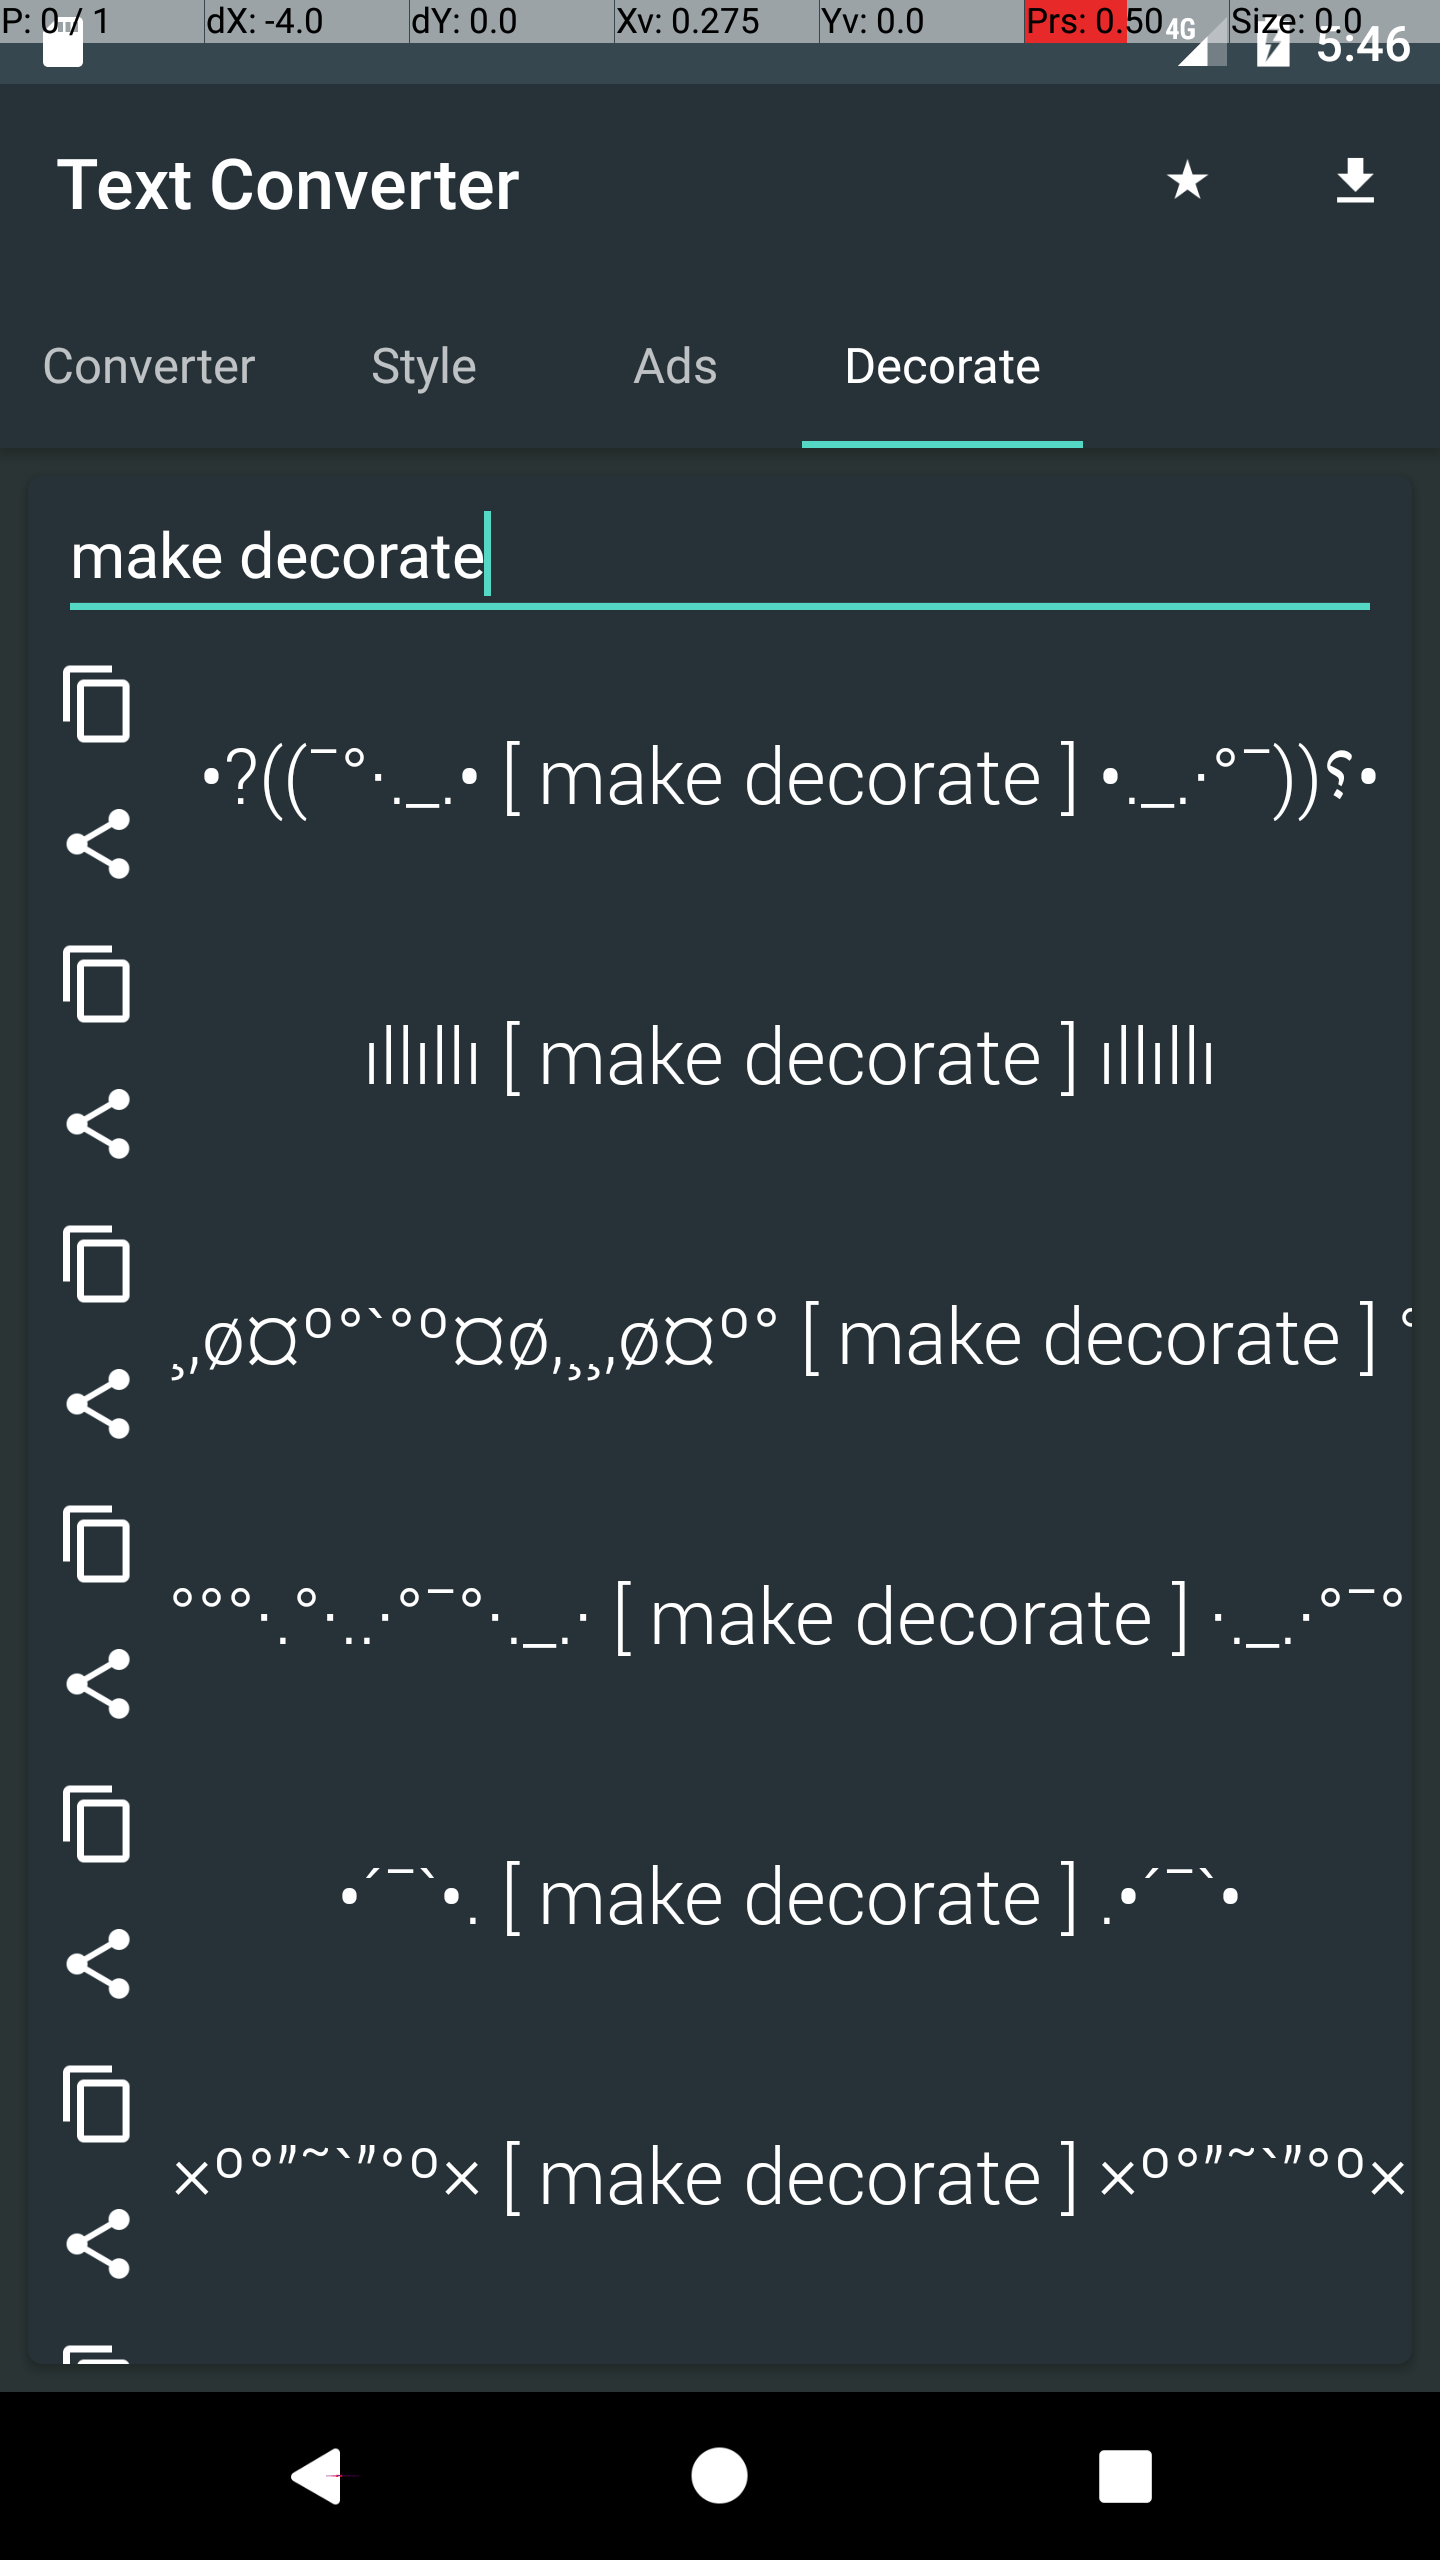 P: 0 / 1 dX: -4.0 dY: 0.0 Xv: 0.275 Yv: 0.0 Prs: 0.50 Size: 0.0
4G 5:46
Text Converter
Converter Style Ads Decorate
make decorate
•?((¯°·._.• [ make decorate ] •._.·°¯))؟•
ıllıllı [ make decorate ] ıllıllı
¸,ø¤º°`°º¤ø,¸¸,ø¤º° [ make decorate ] °
°°°·.°·..·°¯°·._.· [ make decorate ] ·._.·°¯°
•´¯`•. [ make decorate ] .•´¯`•
×º°”˜`”°º× [ make decorate ] ×º°”˜`”°º×